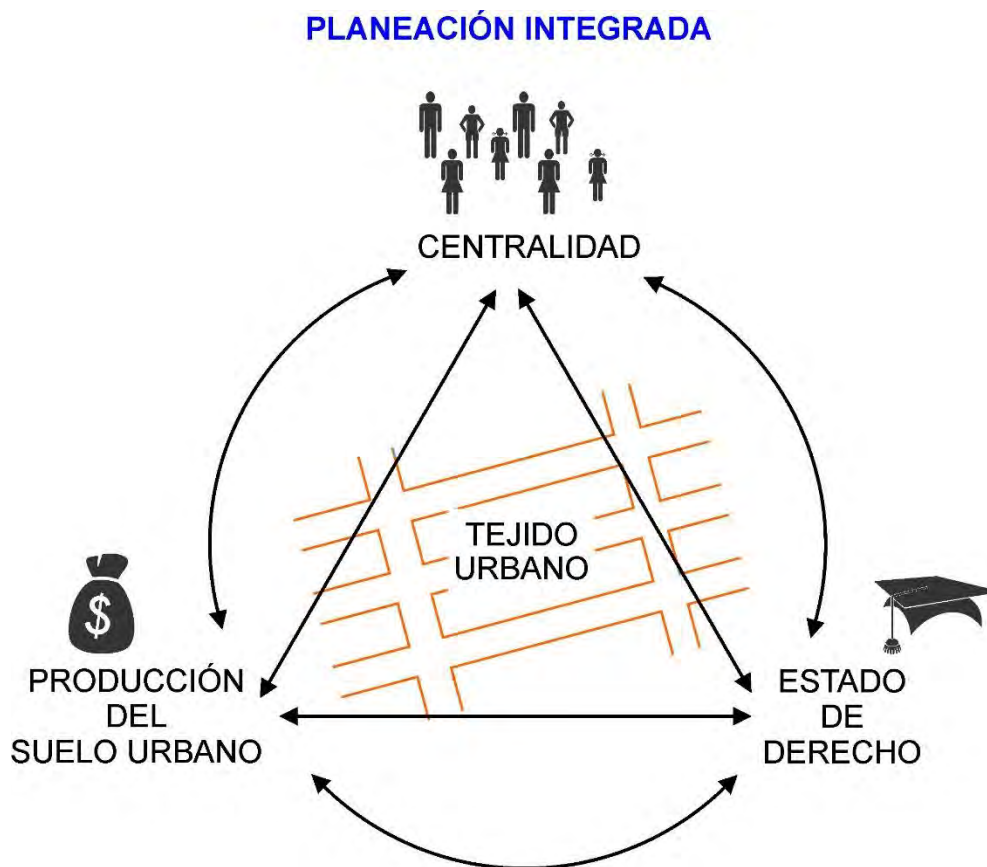 PLANEACIÓN INTEGRADA
CENTRALIDAD
TEJIDO
URBANO
$
PRODUCCIÓN
DEL
SUELO URBANO
ESTADO
DE
DERECHO